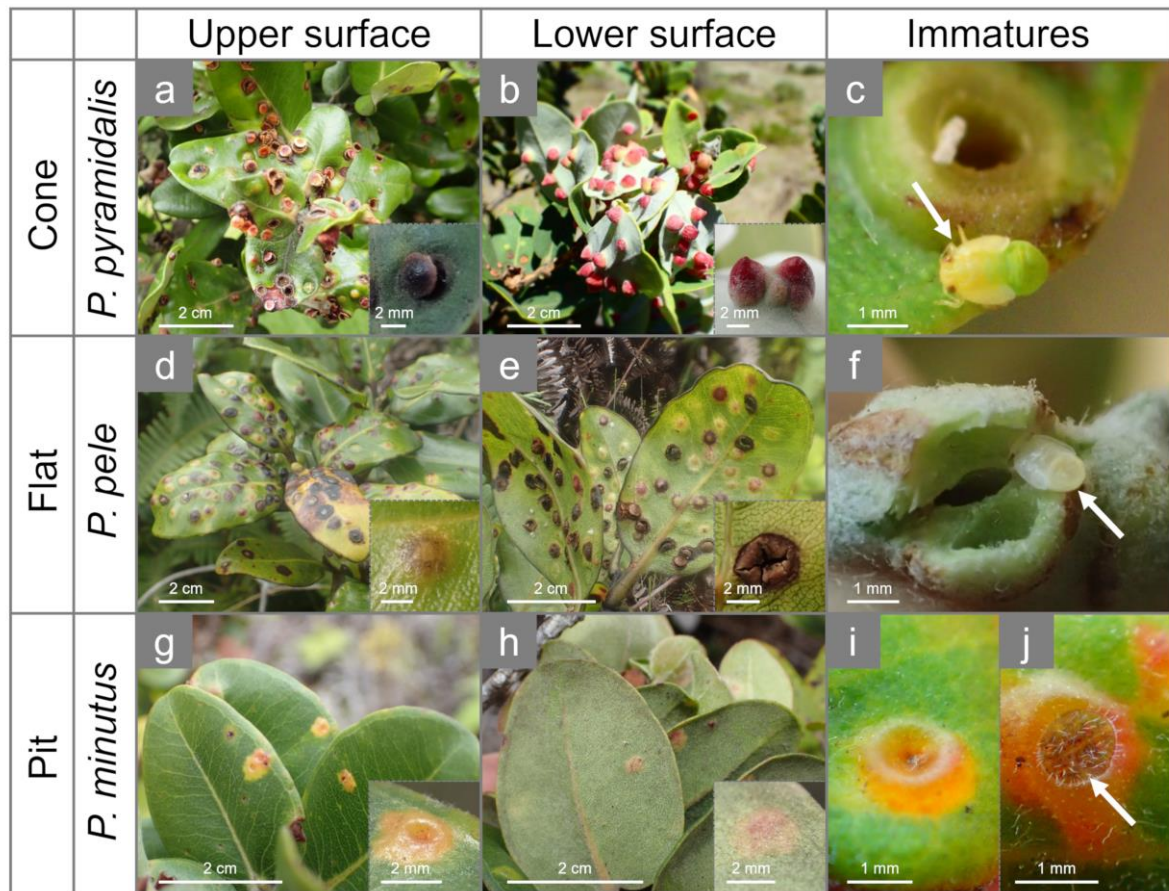 Upper surface
Lower surface
Immatures
Cone
P. pyramidalis
a
2 cm
2 mm
b
2 cm
2 mm
c
1 mm
Flat
P. pele
d
2 cm
2 mm
e
2 cm
2 mm
f
1 mm
Pit
P. minutus
g
2 cm
2 mm
h
2 cm
2 mm
i
1 mm
j
1 mm